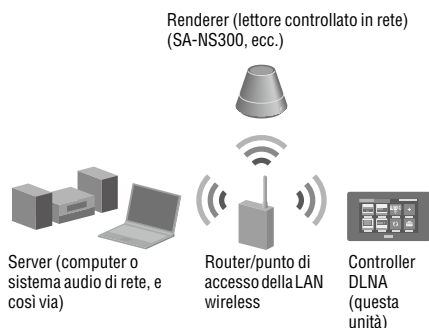 Renderer (lettore controllato in rete)
(SA-NS300, ecc.)
Server (computer o
sistema audio di rete, e
così via)
Router/punto di
accesso della LAN
wireless
Controller
DLNA
(questa
unità)